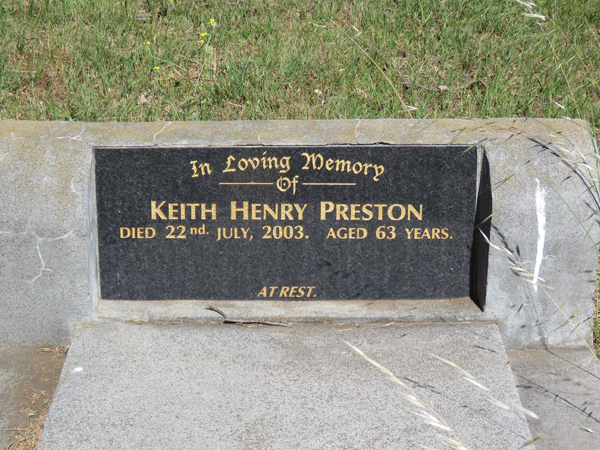 In Loving Memory
Of
KEITH HENRY PRESTON
DIED 22nd. JULY, 2003. AGED 63 YEARS.
AT REST.